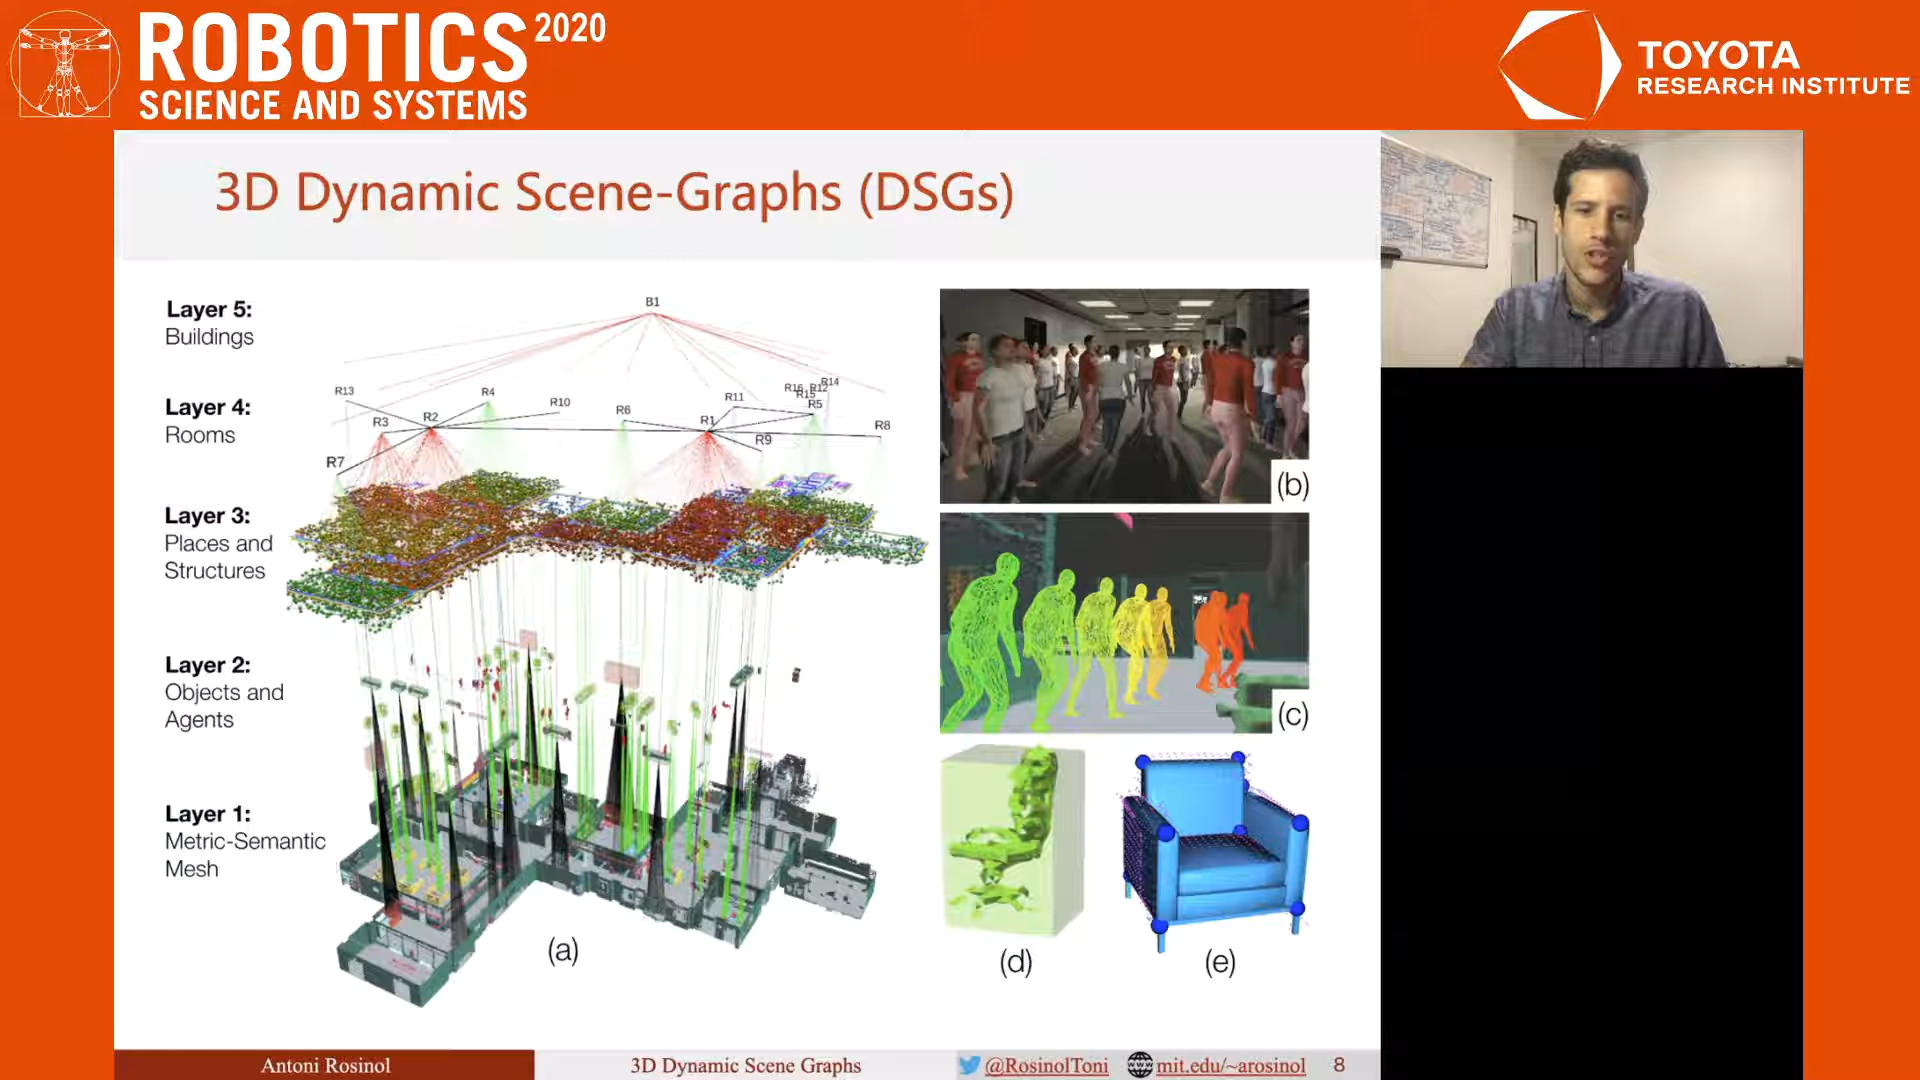 ROBOTICS 2020
SCIENCE AND SYSTEMS
TOYOTA
RESEARCH INSTITUTE
3D Dynamic Scene-Graphs (DSGs)
Layer 5:
Buildings
B1
Layer 4:
Rooms
R13
R3
R2
R4
R10
R6
R1
R11
R16
R15
R12
R14
R5
R9
R8
R7
Layer 3:
Places and
Structures
Layer 2:
Objects and
Agents
Layer 1:
Metric-Semantic
Mesh
(a)
(b)
(c)
(d)
(e)
Antoni Rosinol
3D Dynamic Scene Graphs
@RosinolToni
mit.edu/~arosinol
8